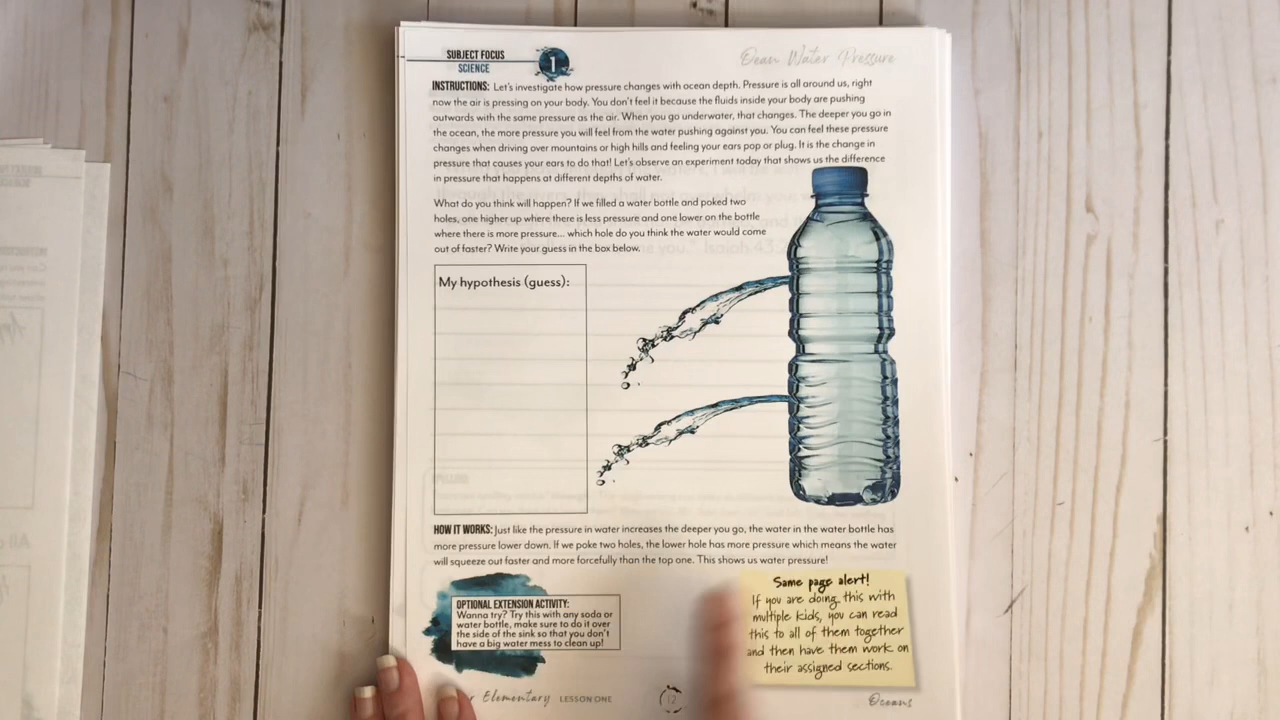 SUBJECT FOCUS
SCIENCE
1
Ocean Water Pressure
INSTRUCTIONS: Let's investigate how pressure changes with ocean depth. Pressure is all around us, right
now the air is pressing on your body. You don't feel it because the fluids inside your body are pushing
outwards with the same pressure as the air. When you go underwater, that changes. The deeper you go in
the ocean, the more pressure you will feel from the water pushing against you. You can feel these pressure
changes when driving over mountains or high hills and feeling your ears pop or plug. It is the change in
pressure that causes your ears to do that! Let's observe an experiment today that shows us the difference
in pressure that happens at different depths of water.
What do you think will happen? If we filled a water bottle and poked two
holes, one higher up where there is less pressure and one lower on the bottle
where there is more pressure... which hole do you think the water would come
out of faster? Write your guess in the box below.
My hypothesis (guess):
HOW IT WORKS: Just like the pressure in water increases the deeper you go, the water in the water bottle has
more pressure lower down. If we poke two holes, the lower hole has more pressure which means the water
will squeeze out faster and more forcefully than the top one. This shows us water pressure!
OPTIONAL EXTENSION ACTIVITY:
Wanna try? Try this with any soda or
water bottle, make sure to do it over
the side of the sink so that you don't
have a big water mess to clean up!
Same page alert!
If you are doing this with
multiple kids, you can read
this to all of them together
and then have them work on
their assigned sections.
Elementary LESSON ONE
12
Oceans